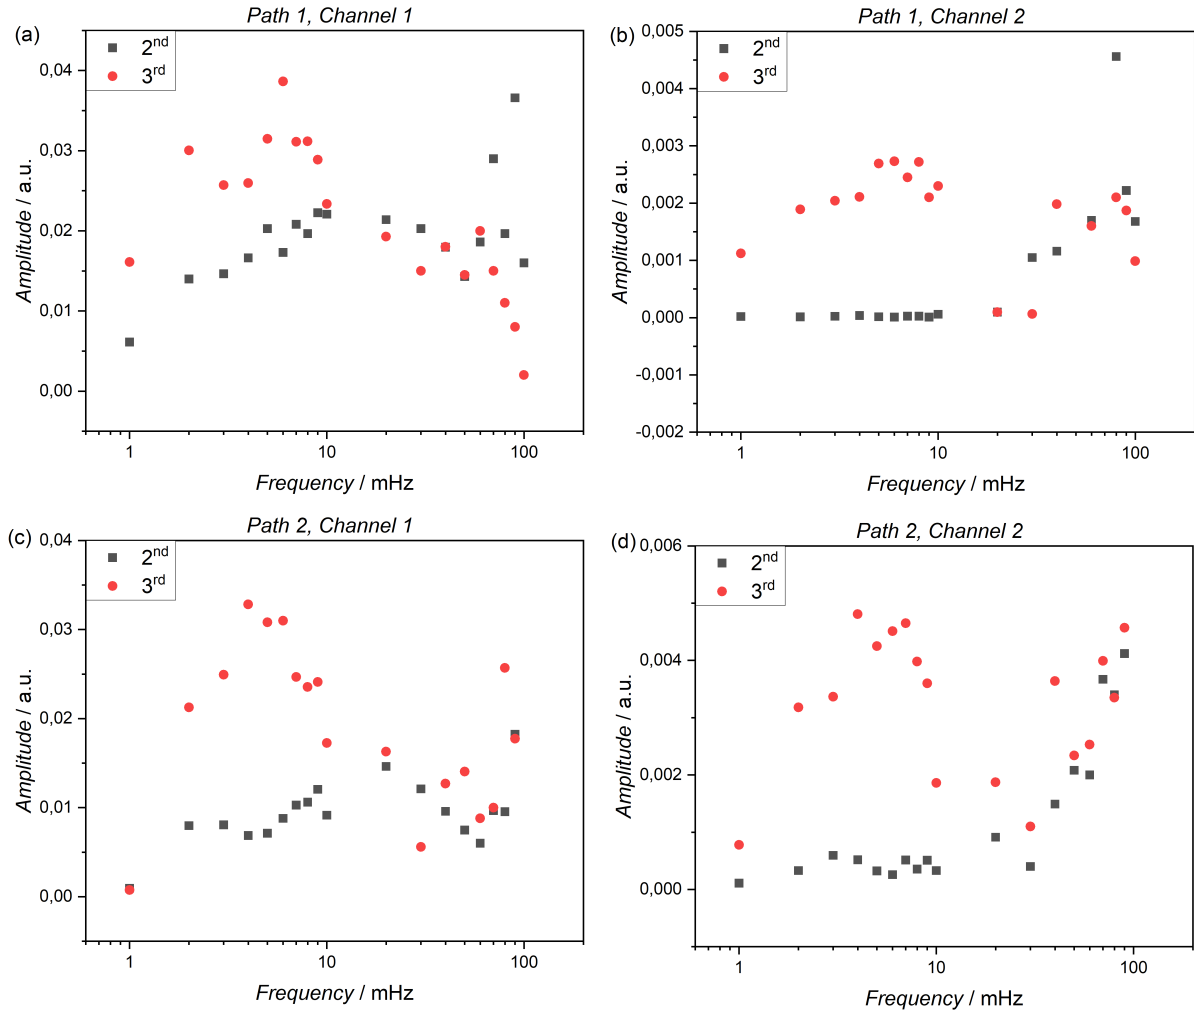 (a)
Path 1, Channel 1
2nd
3rd
0,04
0,03
0,02
0,01
0,00
Amplitude / a.u.
1
10
100
Frequency / mHz
(b)
Path 1, Channel 2
2nd
3rd
0,005
0,004
0,003
0,002
0,001
0,000
-0,001
-0,002
Amplitude / a.u.
1
10
100
Frequency / mHz
(c)
Path 2, Channel 1
2nd
3rd
0,04
0,03
0,02
0,01
0,00
Amplitude / a.u.
1
10
100
Frequency / mHz
(d)
Path 2, Channel 2
2nd
3rd
0,006
0,004
0,002
0,000
Amplitude / a.u.
1
10
100
Frequency / mHz